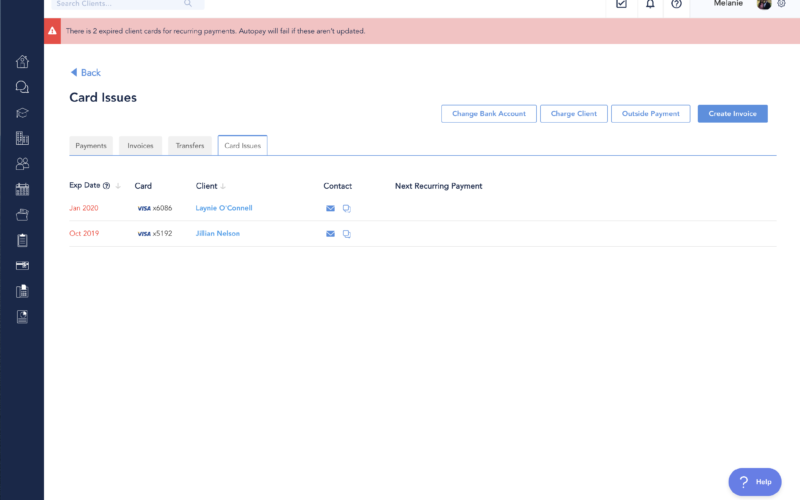 Search Clients...
Melanie
There is 2 expired client cards for recurring payments. Autopay will fail if these aren't updated.
Back
Card Issues
Change Bank Account
Charge Client
Outside Payment
Create Invoice
Payments
Invoices
Transfers
Card Issues
Exp Date Card Client Contact Next Recurring Payment
Jan 2020 VISA x6086 Laynie O'Connell
Oct 2019 VISA x5192 Jillian Nelson
? Help